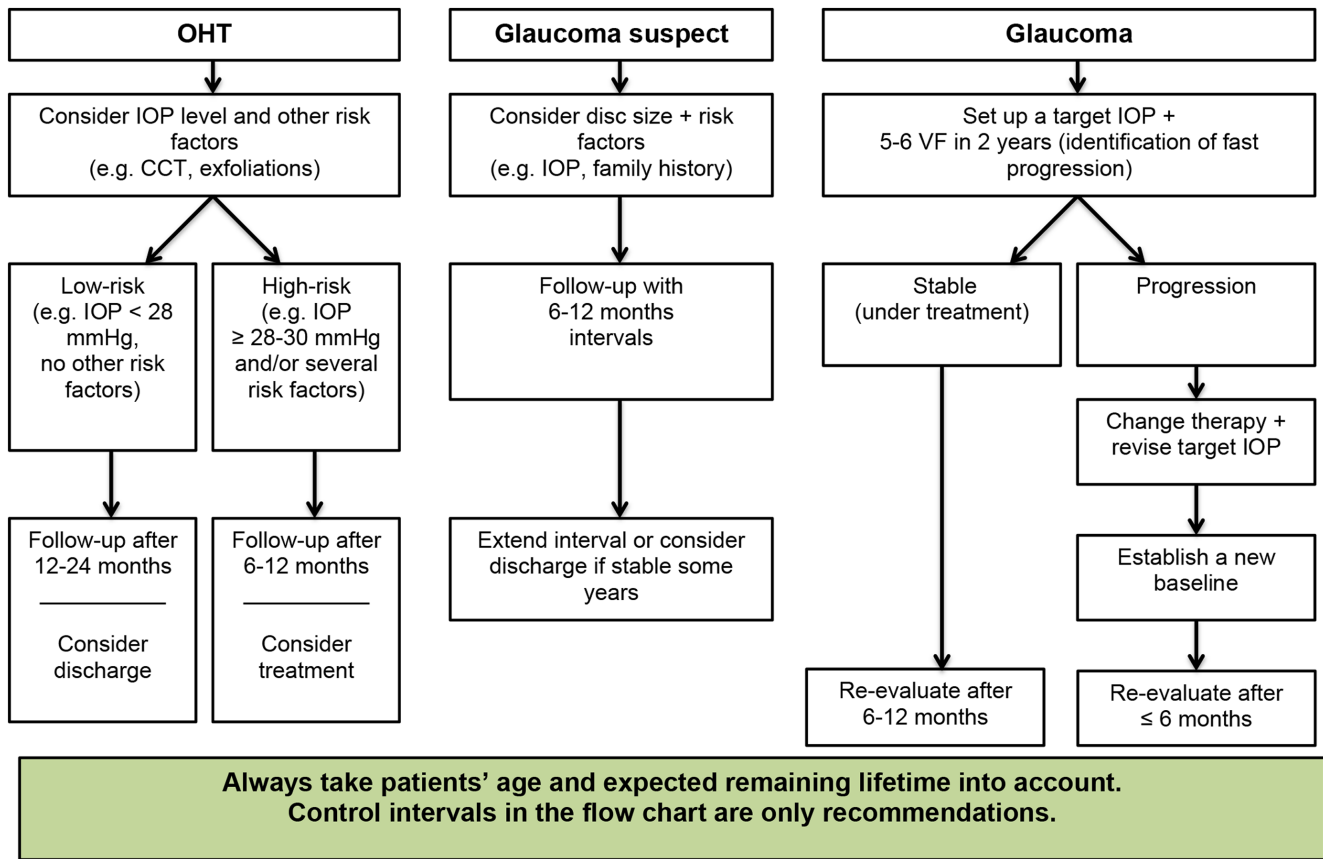 OHT
Consider IOP level and other risk
factors
(e.g. CCT, exfoliations)
Low-risk
(e.g. IOP < 28
mmHg,
no other risk
factors)
High-risk
(e.g. IOP
≥ 28-30 mmHg
and/or several
risk factors)
Follow-up after
12-24 months
Consider
discharge
Follow-up after
6-12 months
Consider
treatment
Glaucoma suspect
Consider disc size + risk
factors
(e.g. IOP, family history)
Follow-up with
6-12 months
intervals
Extend interval or consider
discharge if stable some
years
Glaucoma
Set up a target IOP +
5-6 VF in 2 years (identification of fast
progression)
Stable
(under treatment)
Re-evaluate after
6-12 months
Progression
Change therapy +
revise target IOP
Establish a new
baseline
Re-evaluate after
≤ 6 months
Always take patients’ age and expected remaining lifetime into account.
Control intervals in the flow chart are only recommendations.